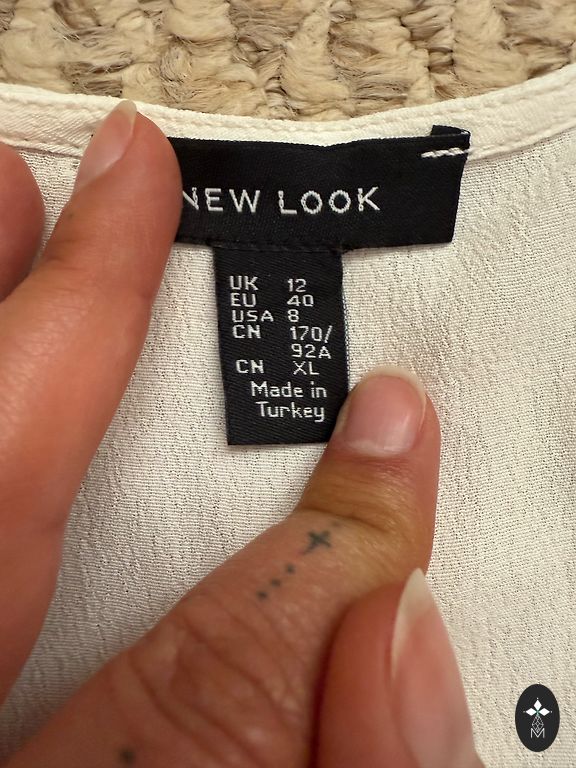 NEW LOOK
UK 12
EU 40
USA 8
CN 170/
92A
CN XL
Made in
Turkey
M